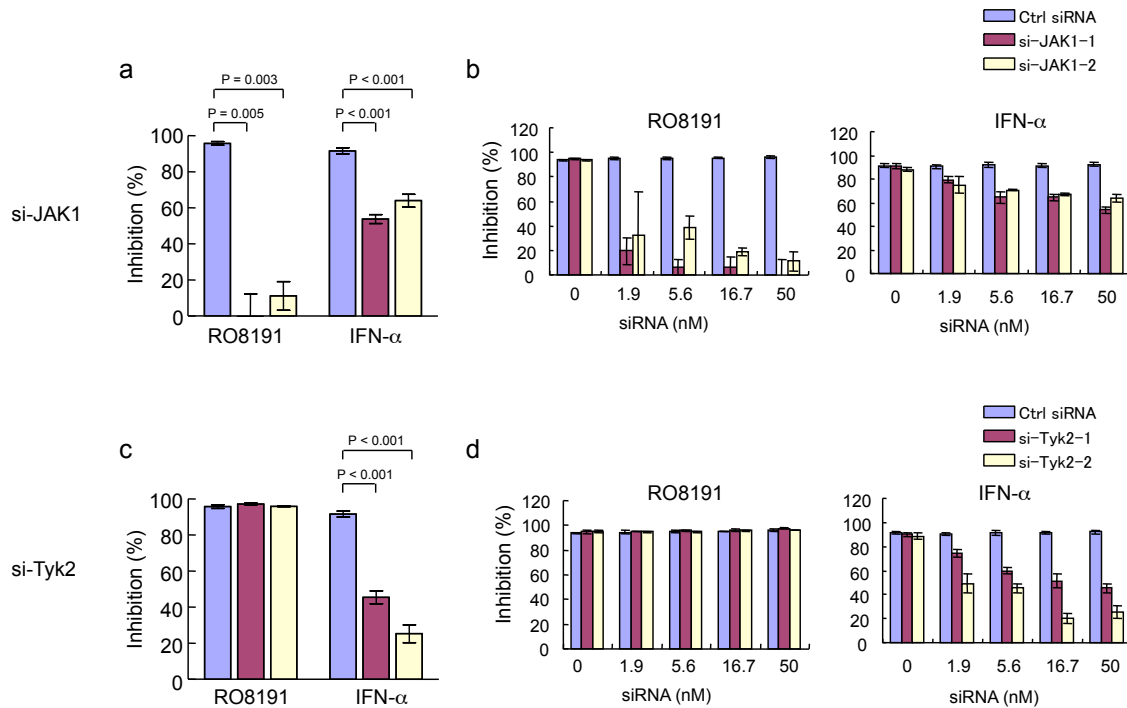 Ctrl siRNA
si-JAK1-1
si-JAK1-2
a
b
P = 0.003
P = 0.005
P < 0.001
P < 0.001
si-JAK1
Inhibition (%)
100
80
60
40
20
0
RO8191
IFN-α
RO8191
Inhibition (%)
120
100
80
60
40
20
0
0
1.9
5.6
16.7
50
siRNA (nM)
IFN-α
120
100
80
60
40
20
0
0
1.9
5.6
16.7
50
siRNA (nM)
Ctrl siRNA
si-Tyk2-1
si-Tyk2-2
c
d
P < 0.001
P < 0.001
si-Tyk2
Inhibition (%)
100
80
60
40
20
0
RO8191
IFN-α
RO8191
Inhibition (%)
120
100
80
60
40
20
0
0
1.9
5.6
16.7
50
siRNA (nM)
IFN-α
120
100
80
60
40
20
0
0
1.9
5.6
16.7
50
siRNA (nM)